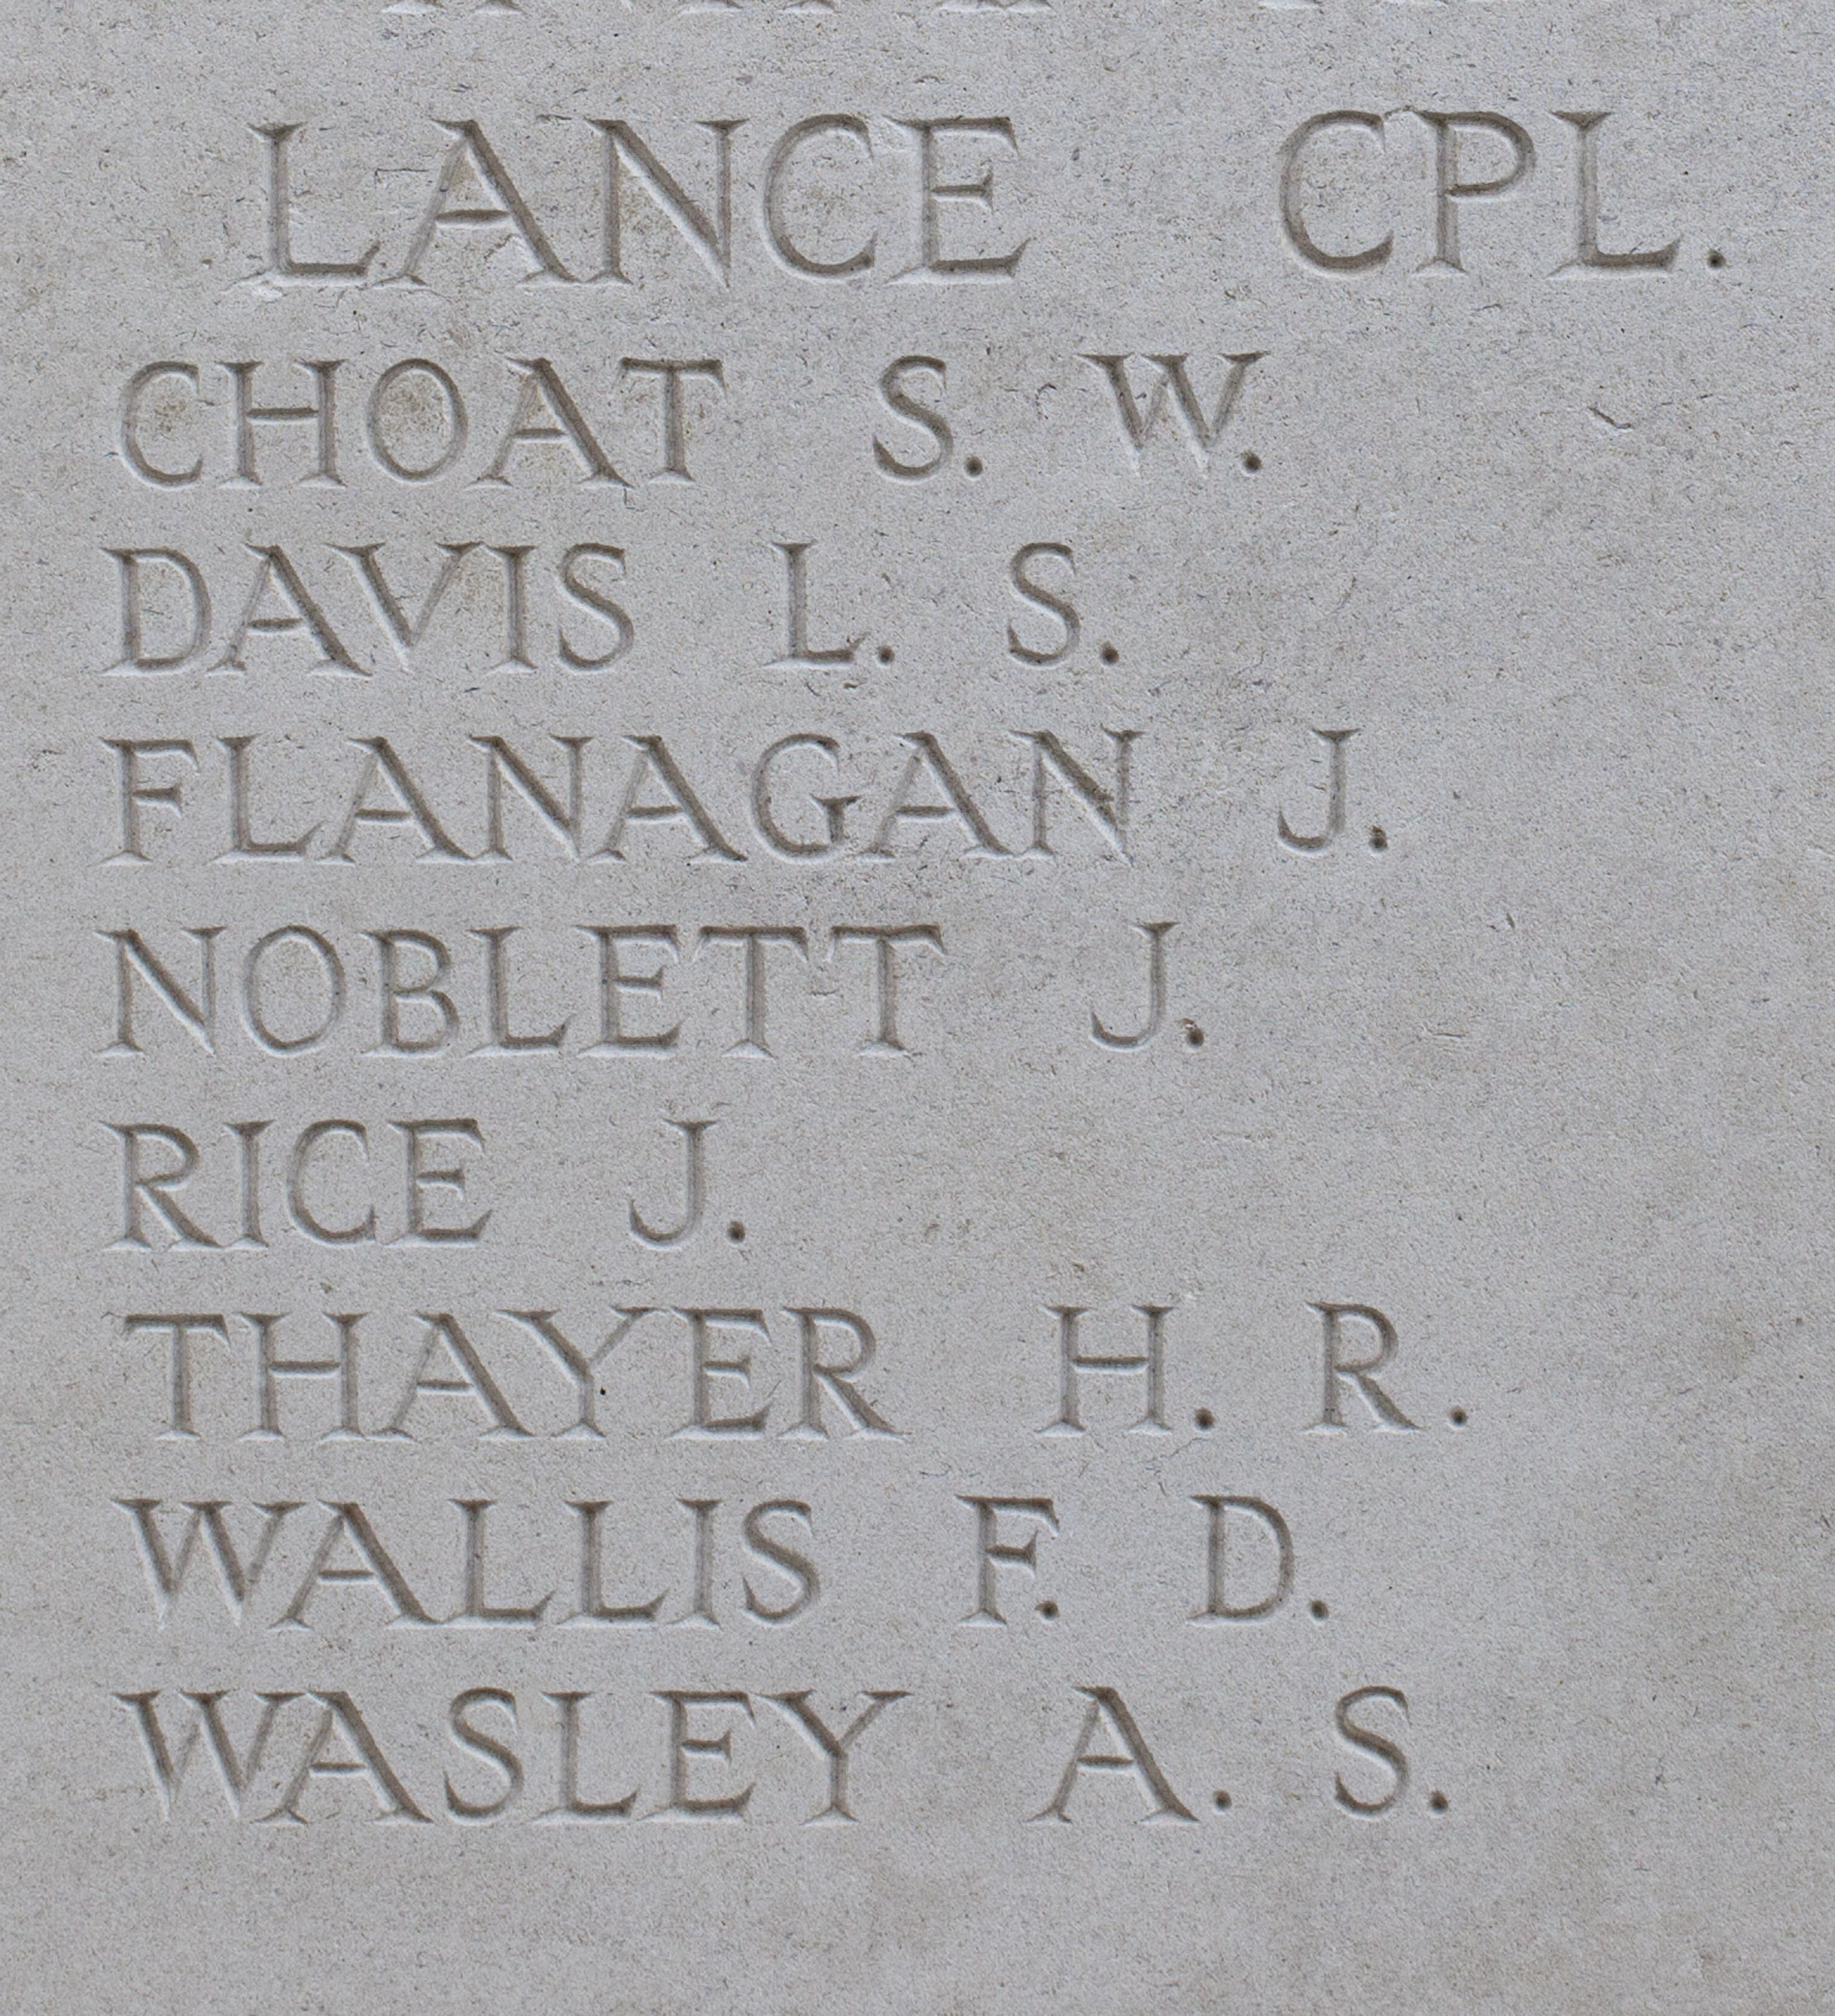 LANCE CPL.
CHOAT S. W.
DAVIS L. S.
FLANAGAN J.
NOBLETT J.
RICE J.
THAYER H. R.
WALLIS F. D.
WASLEY A. S.